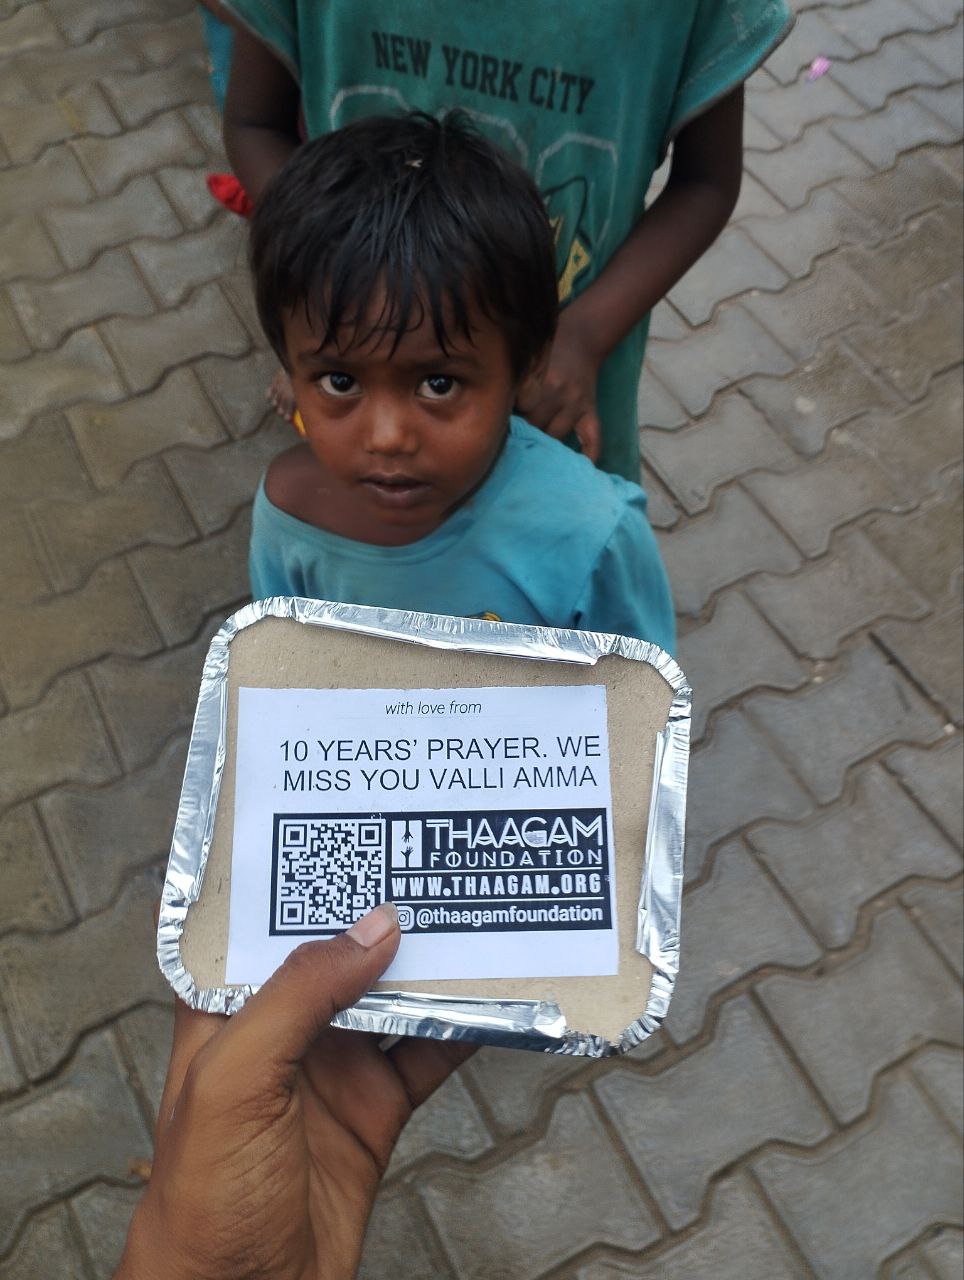 NEW YORK CITY
with love from
10 YEARS’ PRAYER. WE
MISS YOU VALLI AMMA
THAAGAM
FOUNDATION
WWW.THAAGAM.ORG
@thaagamfoundation